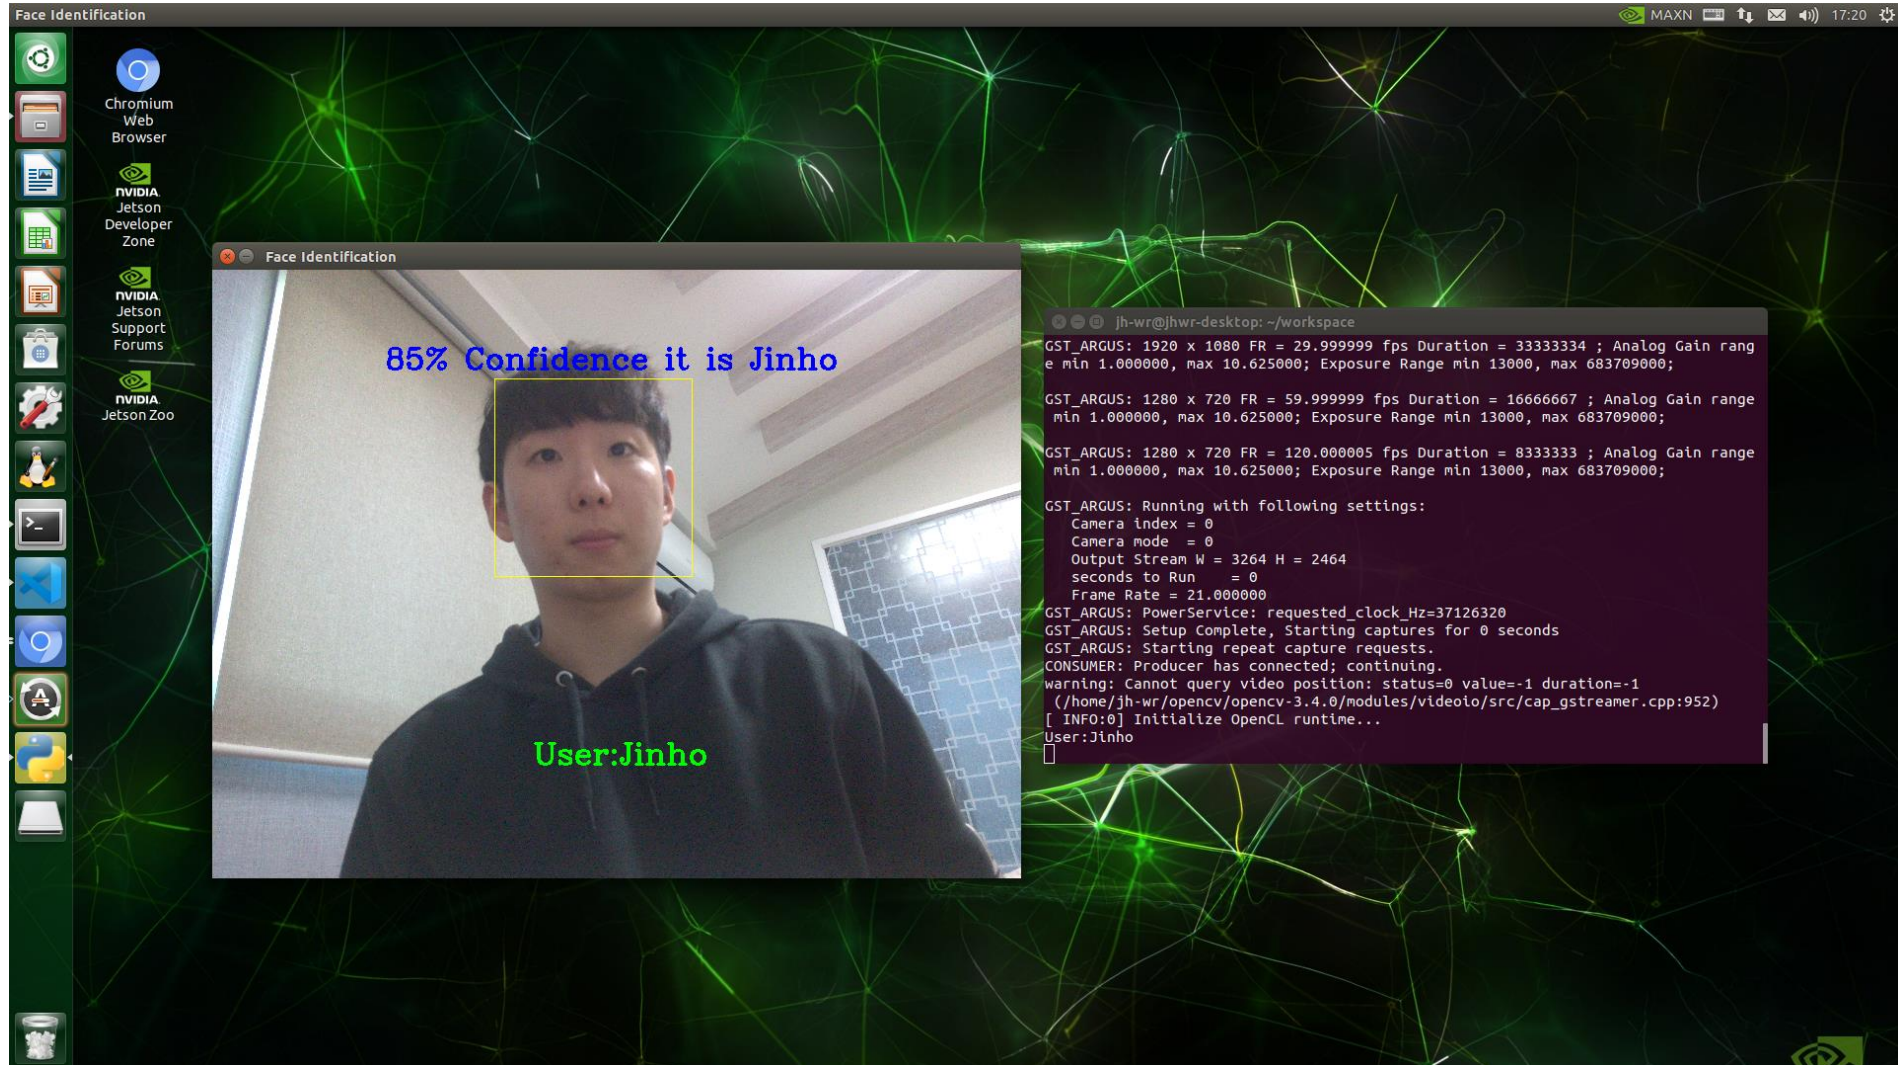 Face Identification
MAXN
17:20
Chromium
Web
Browser
NVIDIA.
Jetson
Developer
Zone
NVIDIA.
Jetson
Support
Forums
NVIDIA.
Jetson Zoo
Face Identification
85% Confidence it is Jinho
User:Jinho
jh-wr@jhwr-desktop: ~/workspace
GST_ARGUS: 1920 x 1080 FR = 29.999999 fps Duration = 33333334 ; Analog Gain rang
e min 1.000000, max 10.625000; Exposure Range min 13000, max 683709000;
GST_ARGUS: 1280 x 720 FR = 59.999999 fps Duration = 16666667 ; Analog Gain range
 min 1.000000, max 10.625000; Exposure Range min 13000, max 683709000;
GST_ARGUS: 1280 x 720 FR = 120.000005 fps Duration = 8333333 ; Analog Gain range
 min 1.000000, max 10.625000; Exposure Range min 13000, max 683709000;
GST_ARGUS: Running with following settings:
   Camera index = 0
   Camera mode  = 0
   Output Stream W = 3264 H = 2464
   seconds to Run    = 0
   Frame Rate = 21.000000
GST_ARGUS: PowerService: requested_clock_Hz=37126320
GST_ARGUS: Setup Complete, Starting captures for 0 seconds
GST_ARGUS: Starting repeat capture requests.
CONSUMER: Producer has connected; continuing.
warning: Cannot query video position: status=0 value=-1 duration=-1
 (/home/jh-wr/opencv/opencv-3.4.0/modules/videoio/src/cap_gstreamer.cpp:952)
[ INFO:0] Initialize OpenCL runtime...
User:Jinho